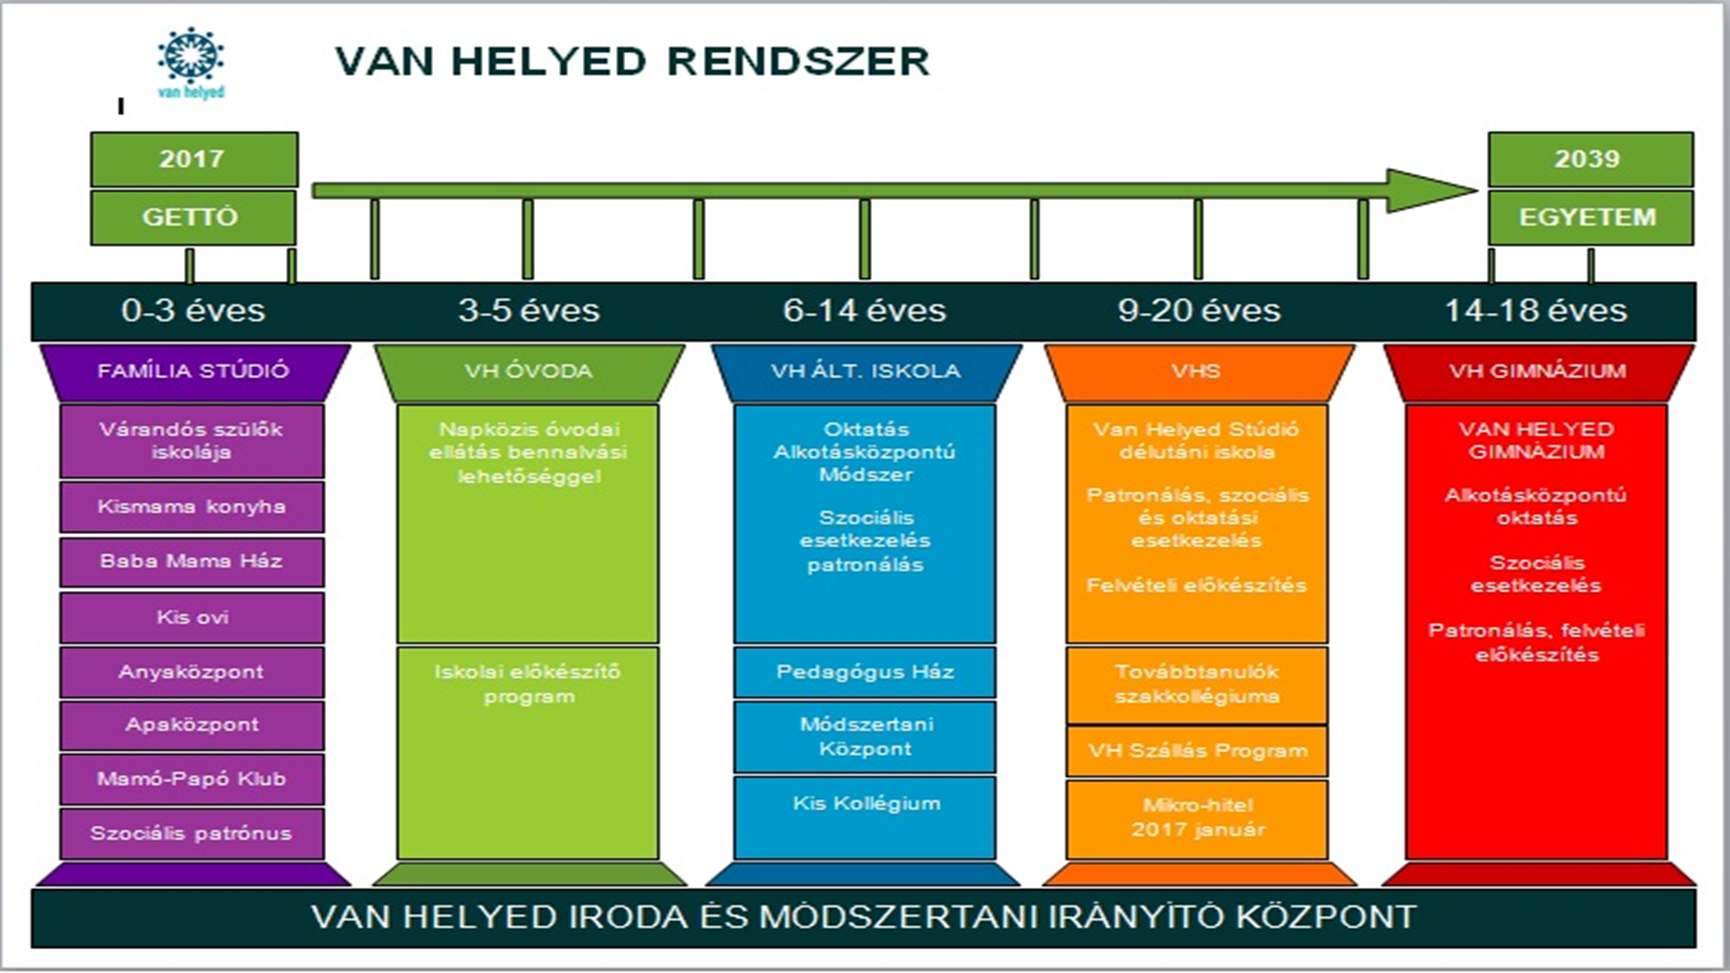 van helyed
VAN HELYED RENDSZER
2017
GETTÓ
2039
EGYETEM
0-3 éves
3-5 éves
6-14 éves
9-20 éves
14-18 éves
FAMÍLIA STÚDIÓ
Várandós szülők
iskolája
Kismama konyha
Baba Mama Ház
Kis ovi
Anyaközpont
Apaközpont
Mamó-Papó Klub
Szociális patrónus
VH ÓVODA
Napközis óvodai
ellátás bennalvási
lehetőséggel
Iskolai előkészítő
program
VH ÁLT. ISKOLA
Oktatás
Alkotásközpontú
Módszer
Szociális
esetkezelés
patronálás
Pedagógus Ház
Módszertani
Központ
Kis Kollégium
VHS
Van Helyed Stúdió
délutáni iskola
Patronálás, szociális
és oktatási
esetkezelés
Felvételi előkészítés
Továbbtanulók
szakkollégiuma
VH Szállás Program
Mikro-hitel
2017 január
VH GIMNÁZIUM
VAN HELYED
GIMNÁZIUM
Alkotásközpontú
oktatás
Szociális
esetkezelés
Patronálás, felvételi
előkészítés
VAN HELYED IRODA ÉS MÓDSZERTANI IRÁNYÍTÓ KÖZPONT